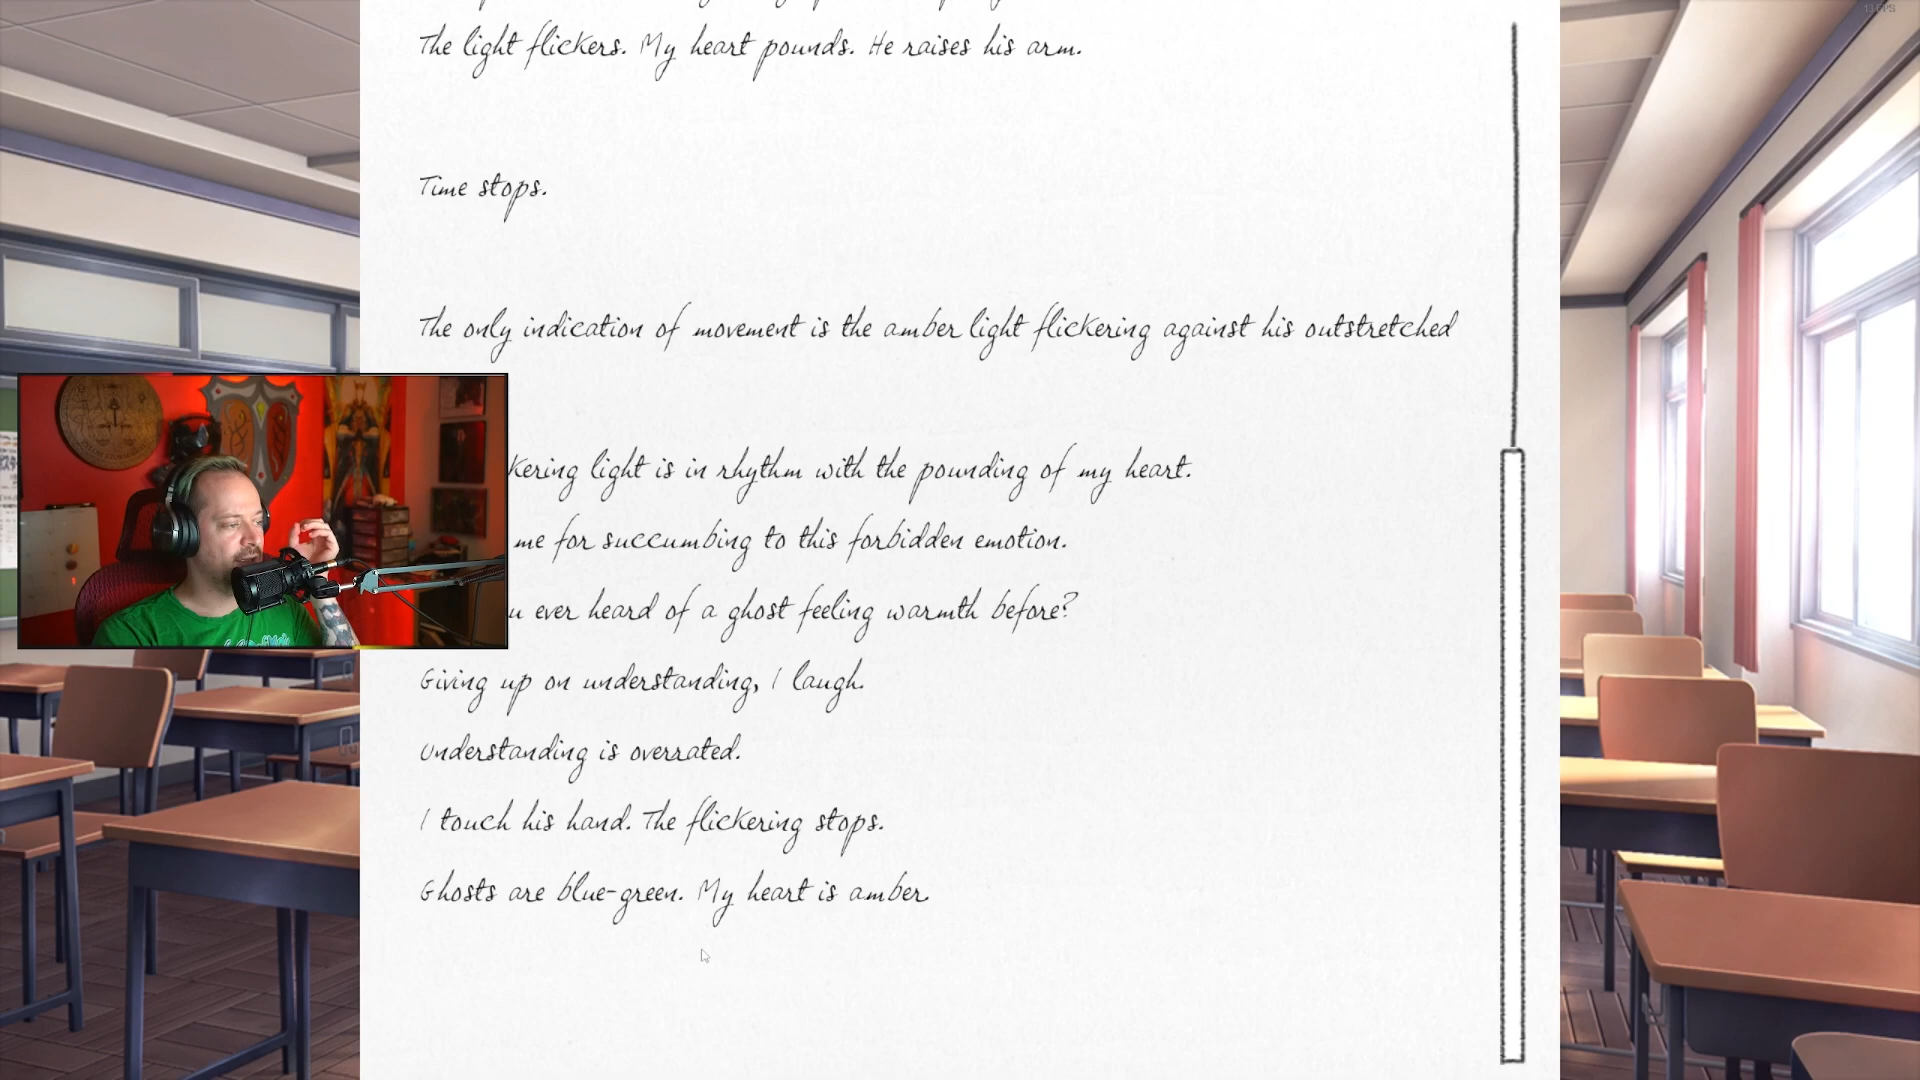 The light flickers. My heart pounds. He raises his arm.
Time stops.
The only indication of movement is the amber light flickering against his outstretched
kering light is in rhythm with the pounding of my heart.
me for succumbing to this forbidden emotion.
u ever heard of a ghost feeling warmth before?
Giving up on understanding, I laugh.
Understanding is overrated.
I touch his hand. The flickering stops.
Ghosts are blue-green. My heart is amber.